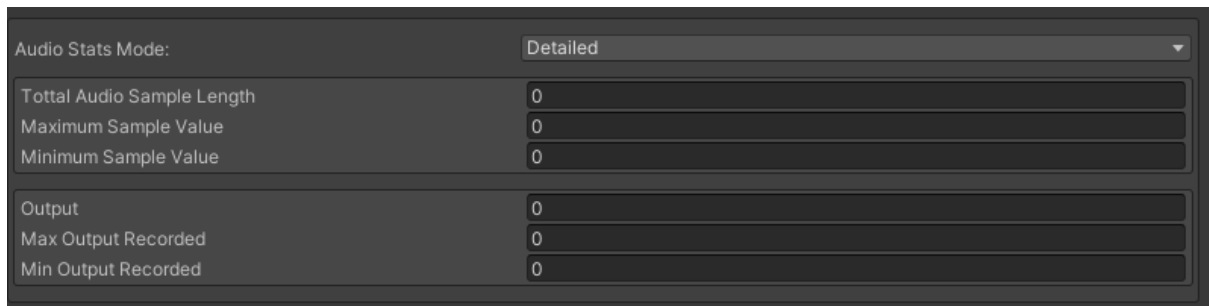 Audio Stats Mode: Detailed
Tottal Audio Sample Length 0
Maximum Sample Value 0
Minimum Sample Value 0
Output 0
Max Output Recorded 0
Min Output Recorded 0